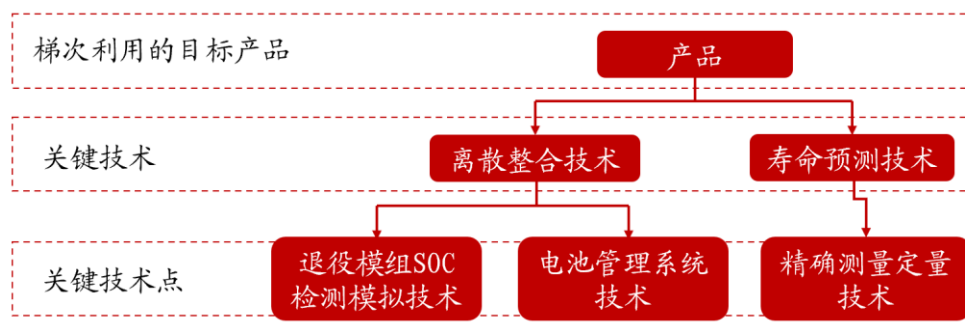 梯次利用的目标产品
产品
关键技术
离散整合技术
寿命预测技术
关键技术点
退役模组SOC
检测模拟技术
电池管理系统
技术
精确测量定量
技术